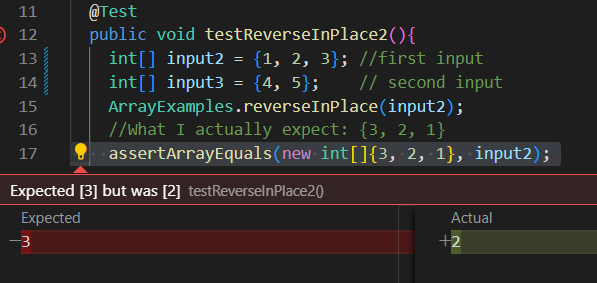 11 @Test
12 public void testReverseInPlace2(){
13 int[] input2 = {1, 2, 3}; //first input
14 int[] input3 = {4, 5}; // second input
15 ArrayExamples.reverseInPlace(input2);
16 //What I actually expect: {3, 2, 1}
17 assertArrayEquals(new int[]{3, 2, 1}, input2);
Expected [3] but was [2] testReverseInPlace2()
Expected Actual
−3 +2